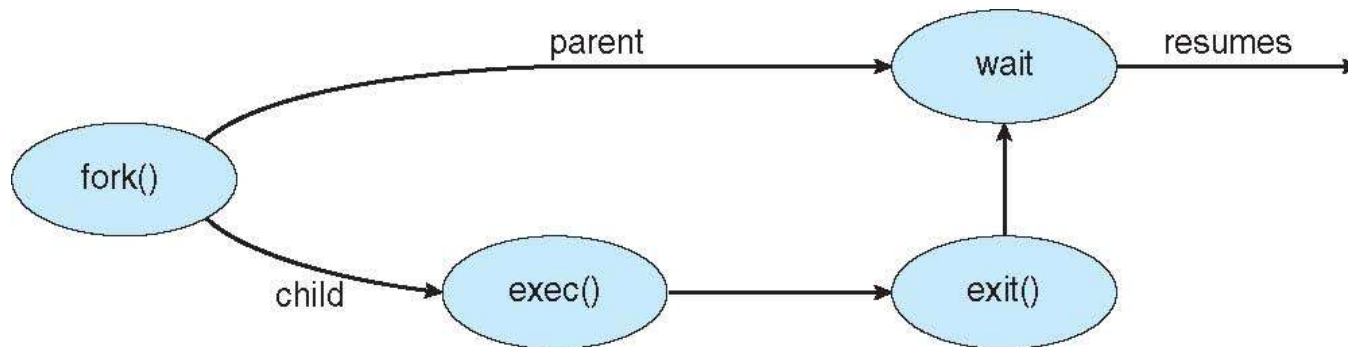 parent
wait
resumes
fork()
child
exec()
exit()